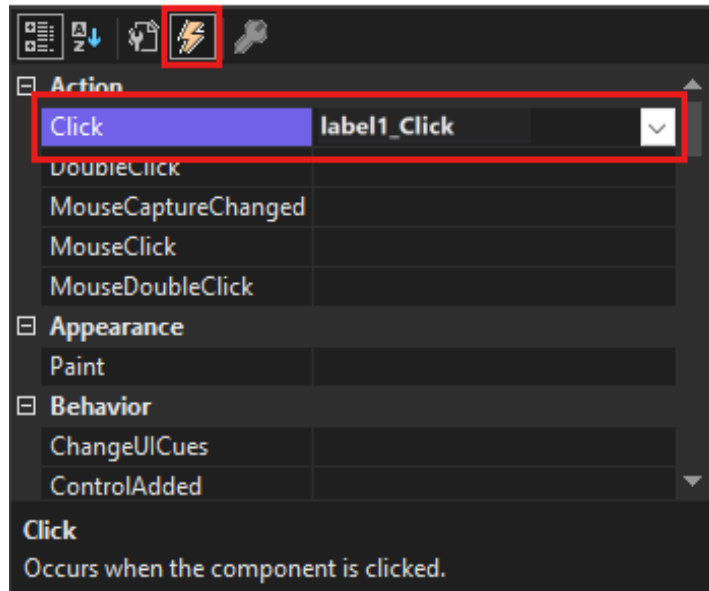 A
Z
Action
Click label1_Click
DoubleClick
MouseCaptureChanged
MouseClick
MouseDoubleClick
Appearance
Paint
Behavior
ChangeUICues
ControlAdded
Click
Occurs when the component is clicked.